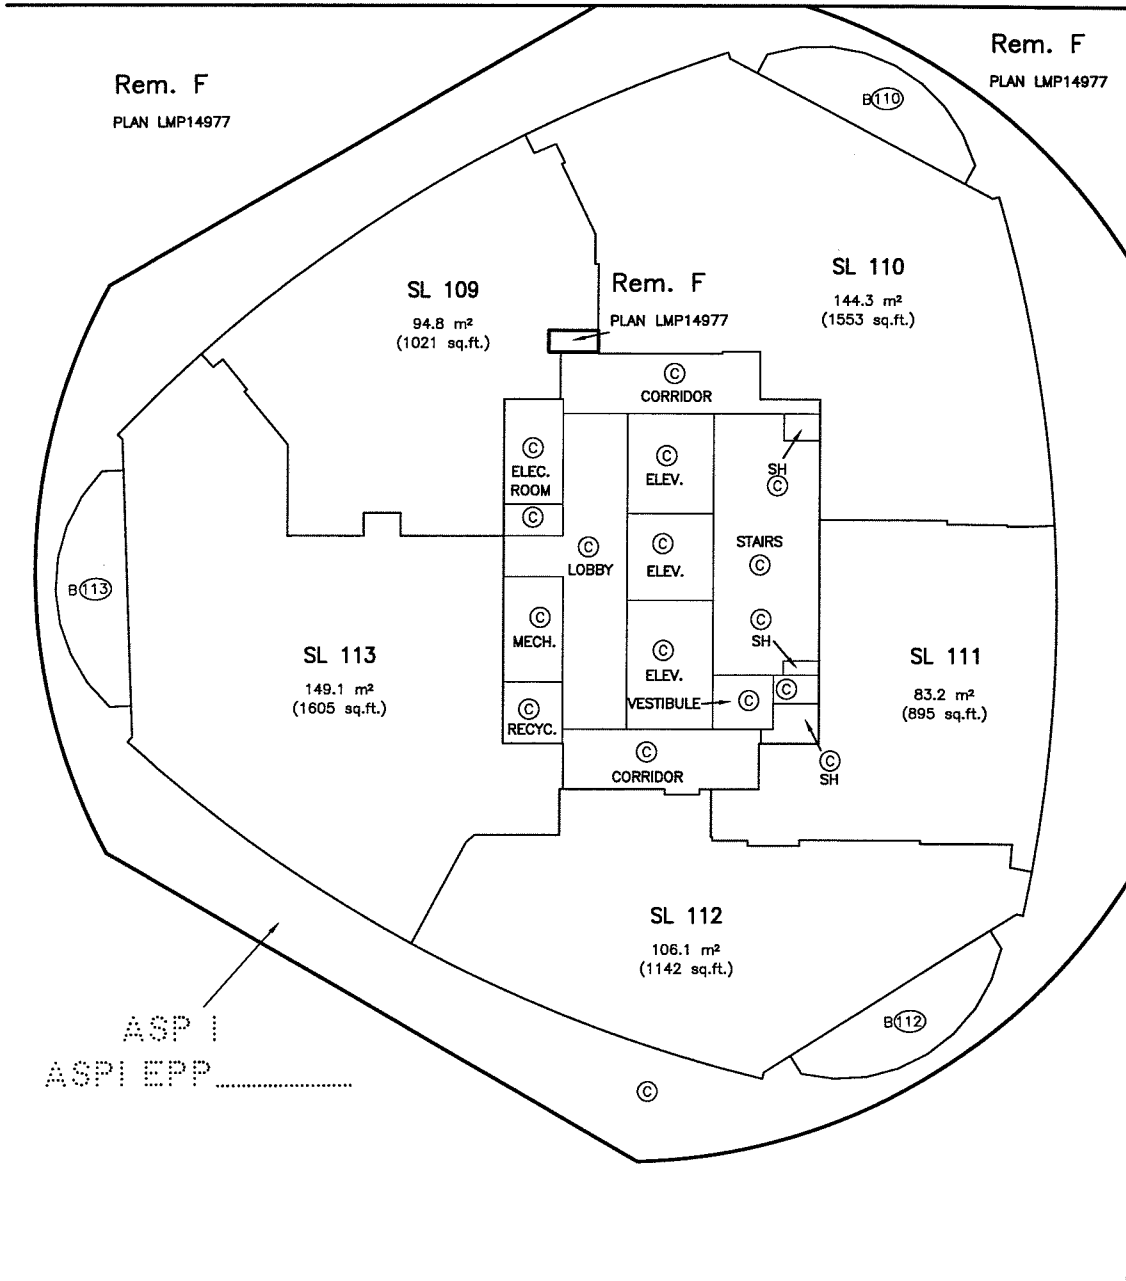 Rem. F
PLAN LMP14977
Rem. F
PLAN LMP14977
B110
SL 110
144.3 m²
(1553 sq.ft.)
SL 109
94.8 m²
(1021 sq.ft.)
Rem. F
PLAN LMP14977
C
CORRIDOR
C
ELEC.
ROOM
C
C
ELEV.
SH
C
C
LOBBY
C
ELEV.
STAIRS
C
B113
SL 113
149.1 m²
(1605 sq.ft.)
C
MECH.
C
ELEV.
C
SH
C
SL 111
83.2 m²
(895 sq.ft.)
C
RECYC.
VESTIBULE
C
C
CORRIDOR
C
SH
SL 112
106.1 m²
(1142 sq.ft.)
B112
ASP 1
ASP1 EPP
C